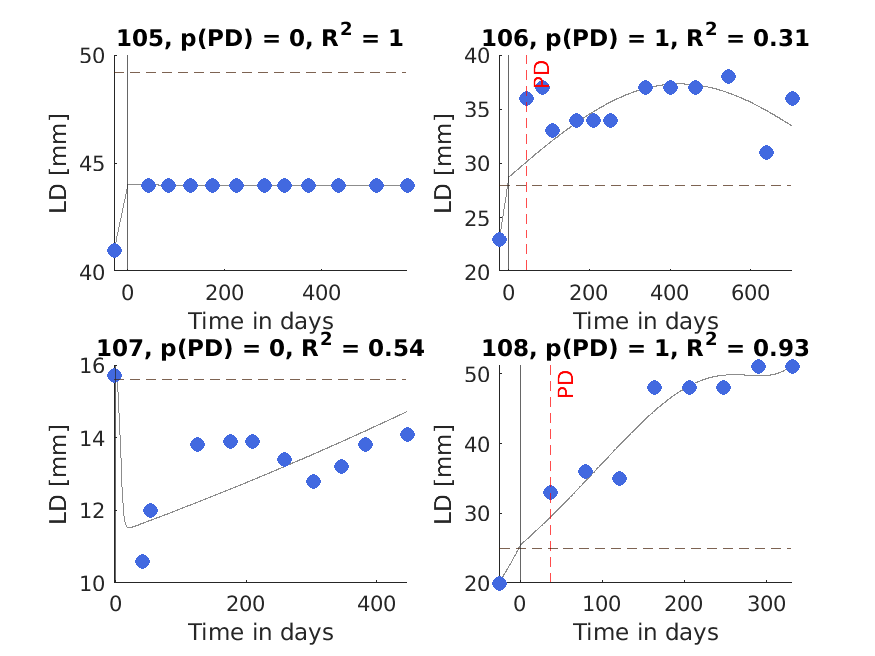 105, p(PD) = 0, R² = 1
50
45
40
LD [mm]
0
200
400
Time in days
106, p(PD) = 1, R² = 0.31
PD
40
35
30
25
20
LD [mm]
0
200
400
600
Time in days
107, p(PD) = 0, R² = 0.54
16
14
12
10
LD [mm]
0
200
400
Time in days
108, p(PD) = 1, R² = 0.93
PD
50
40
30
20
LD [mm]
0
100
200
300
Time in days